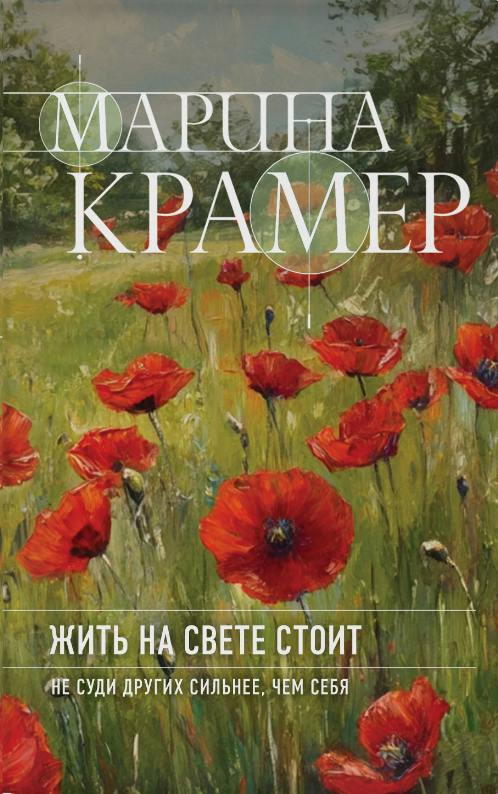 МАРИНА
КРАМЕР
ЖИТЬ НА СВЕТЕ СТОИТ
НЕ СУДИ ДРУГИХ СИЛЬНЕЕ, ЧЕМ СЕБЯ